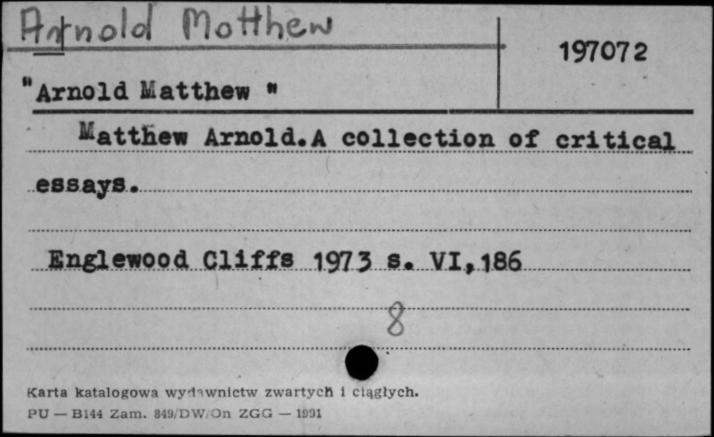 Arnold Matthew
197072
"Arnold Matthew "
Matthew Arnold.A collection of critical
essays.
Englewood Cliffs 1973 s. VI,186
8
Karta katalogowa wydawnictw zwartych i ciągłych.
PU — B144 Zam. 849/DW/On ZGG — 1991